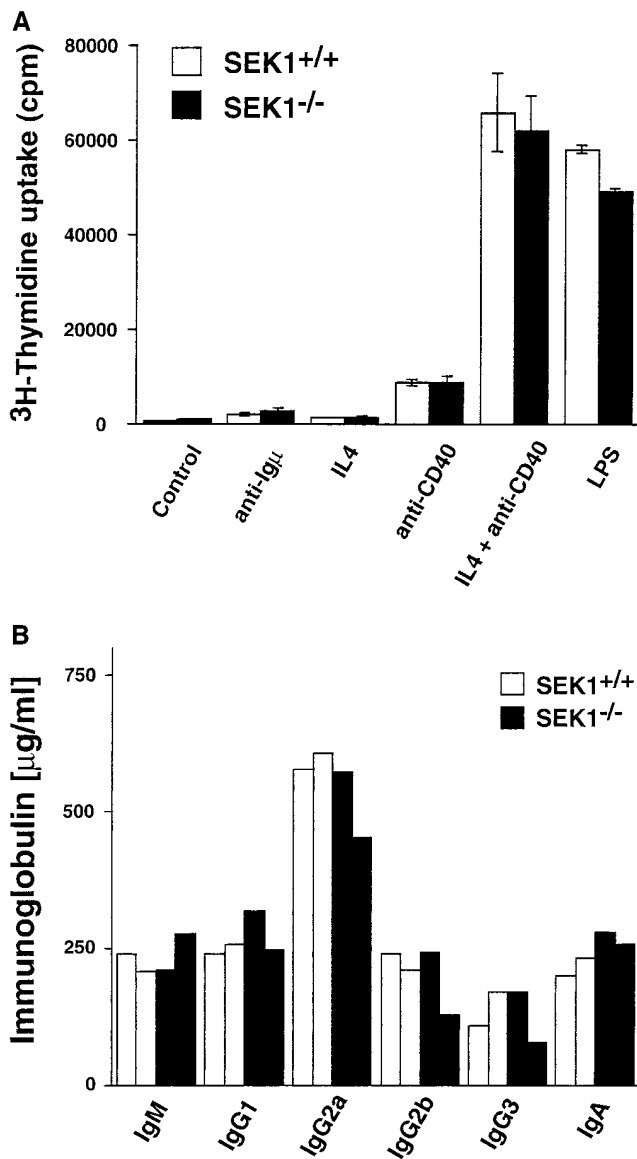 A
³H-Thymidine uptake (cpm)
80000
60000
40000
20000
0
SEK1+/+
SEK1-/-
Control
anti-Igμ
IL4
anti-CD40
IL4 + anti-CD40
LPS
B
Immunoglobulin [μg/ml]
750
500
250
0
SEK1+/+
SEK1-/-
IgM
IgG1
IgG2a
IgG2b
IgG3
IgA